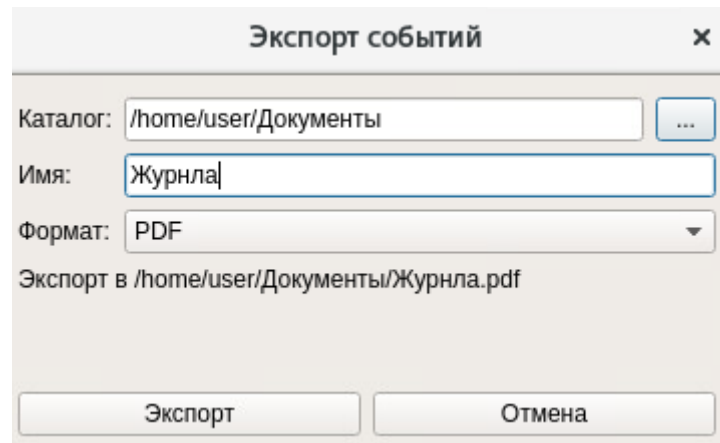 Экспорт событий ×
Каталог: /home/user/Документы ...
Имя: Журнла
Формат: PDF
Экспорт в /home/user/Документы/Журнла.pdf
Экспорт Отмена